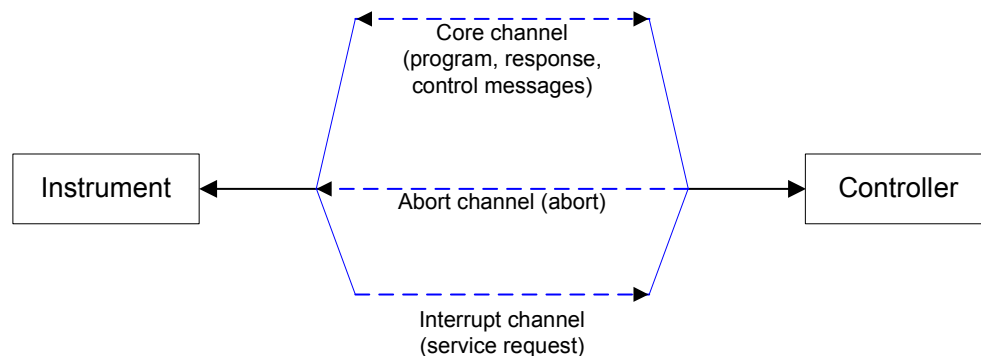 Core channel
(program, response,
control messages)
Instrument
Controller
Abort channel (abort)
Interrupt channel
(service request)